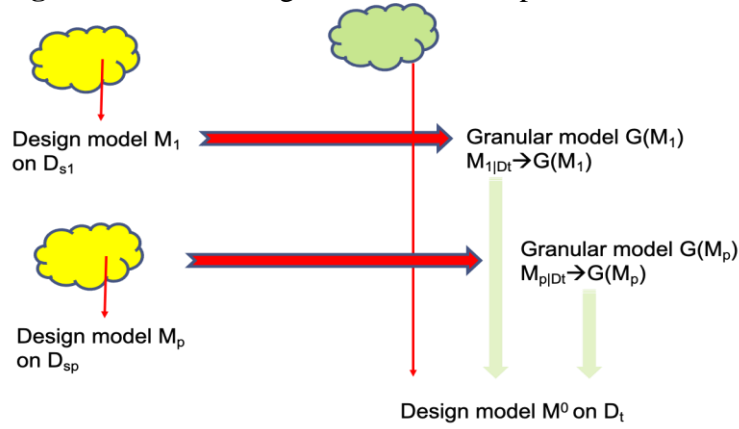 Design model M₁
on Dₛ₁
Granular model G(M₁)
M₁|Dt→G(M₁)
Granular model G(Mₚ)
Mₚ|Dt→G(Mₚ)
Design model Mₚ
on Dₛₚ
Design model M⁰ on Dₜ